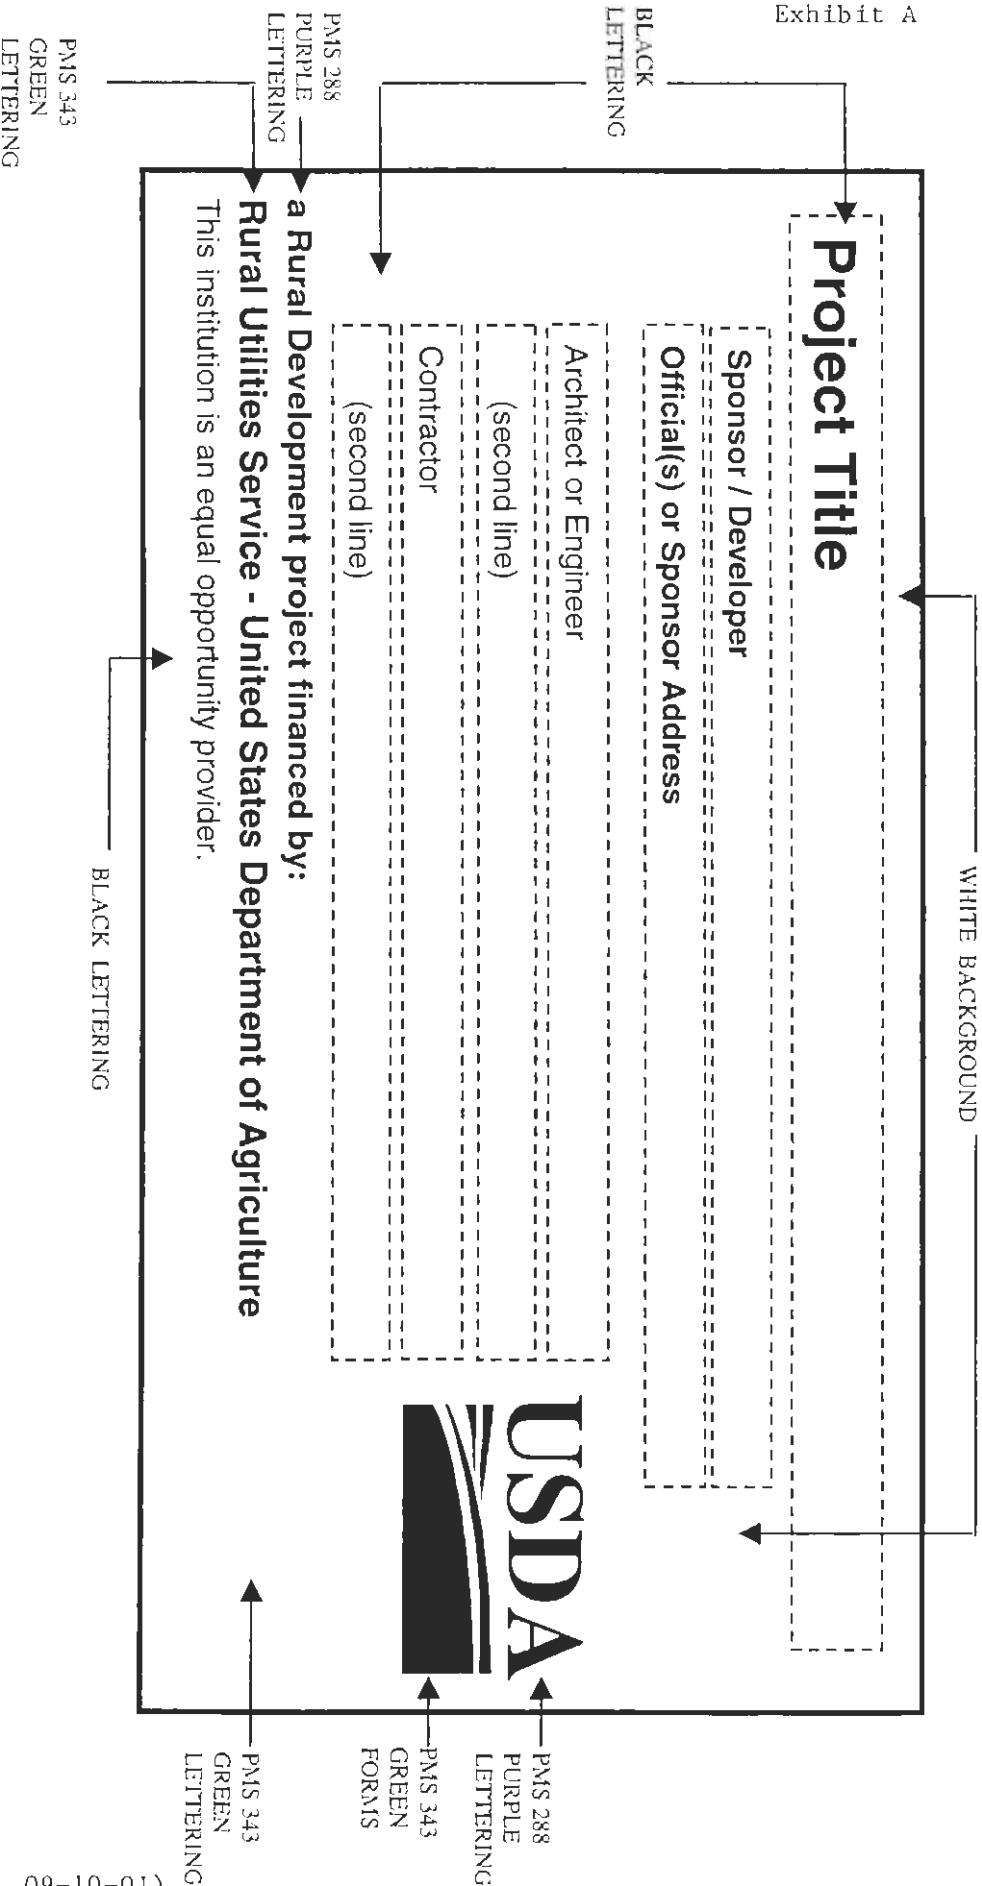 Exhibit A
WHITE BACKGROUND
BLACK
LETTERING
Project Title
Sponsor / Developer
Official(s) or Sponsor Address
Architect or Engineer
(second line)
Contractor
(second line)
USDA
PMS 288
PURPLE
LETTERING
PMS 343
GREEN
FORMS
PMS 288
PURPLE
LETTERING
a Rural Development project financed by:
PMS 343
GREEN
LETTERING
Rural Utilities Service - United States Department of Agriculture
PMS 343
GREEN
LETTERING
This institution is an equal opportunity provider.
BLACK LETTERING
09-10-01)